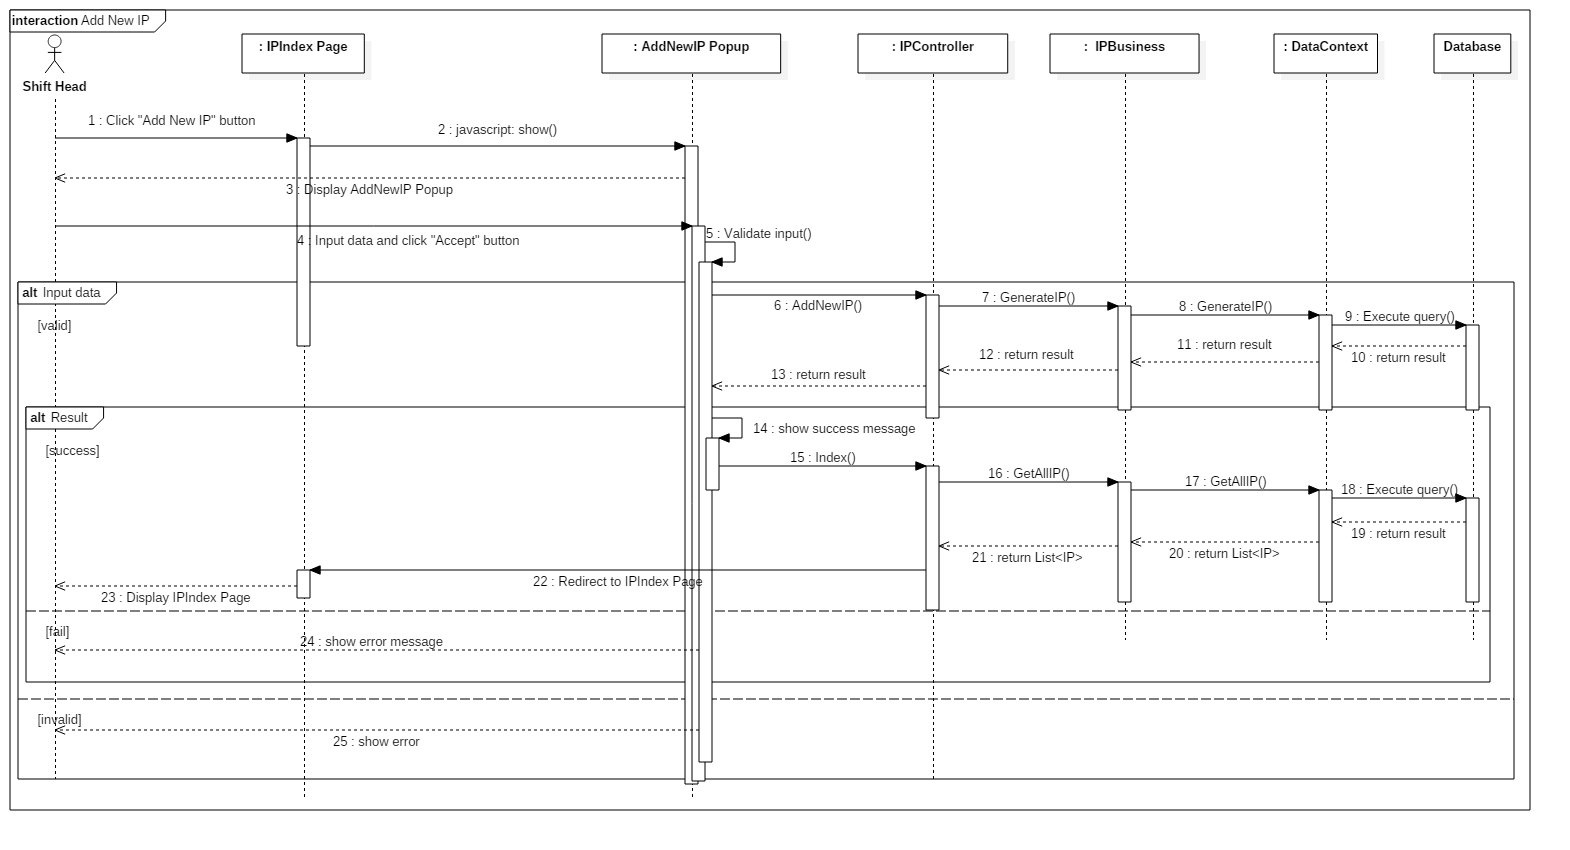 interaction Add New IP
Shift Head
: IPIndex Page
: AddNewIP Popup
: IPController
: IPBusiness
: DataContext
Database
1 : Click "Add New IP" button
2 : javascript: show()
3 : Display AddNewIP Popup
4 : Input data and click "Accept" button
5 : Validate input()
alt Input data
[valid]
6 : AddNewIP()
7 : GenerateIP()
8 : GenerateIP()
9 : Execute query()
10 : return result
11 : return result
12 : return result
13 : return result
alt Result
[success]
14 : show success message
15 : Index()
16 : GetAllIP()
17 : GetAllIP()
18 : Execute query()
19 : return result
20 : return List<IP>
21 : return List<IP>
22 : Redirect to IPIndex Page
23 : Display IPIndex Page
[fail]
24 : show error message
[invalid]
25 : show error